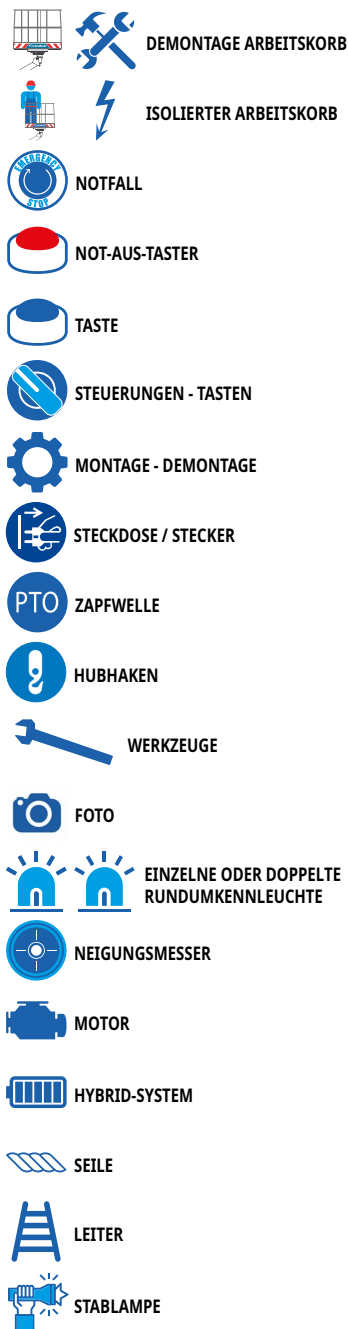 DEMONTAGE ARBEITSKORB
ISOLIERTER ARBEITSKORB
EMERGENCY
STOP
NOTFALL
NOT-AUS-TASTER
TASTE
STEUERUNGEN - TASTEN
MONTAGE - DEMONTAGE
STECKDOSE / STECKER
PTO
ZAPFWELLE
HUBHAKEN
WERKZEUGE
FOTO
EINZELNE ODER DOPPELTE
RUNDUMKENNLEUCHTE
NEIGUNGSMESSER
MOTOR
HYBRID-SYSTEM
SEILE
LEITER
STABLAMPE